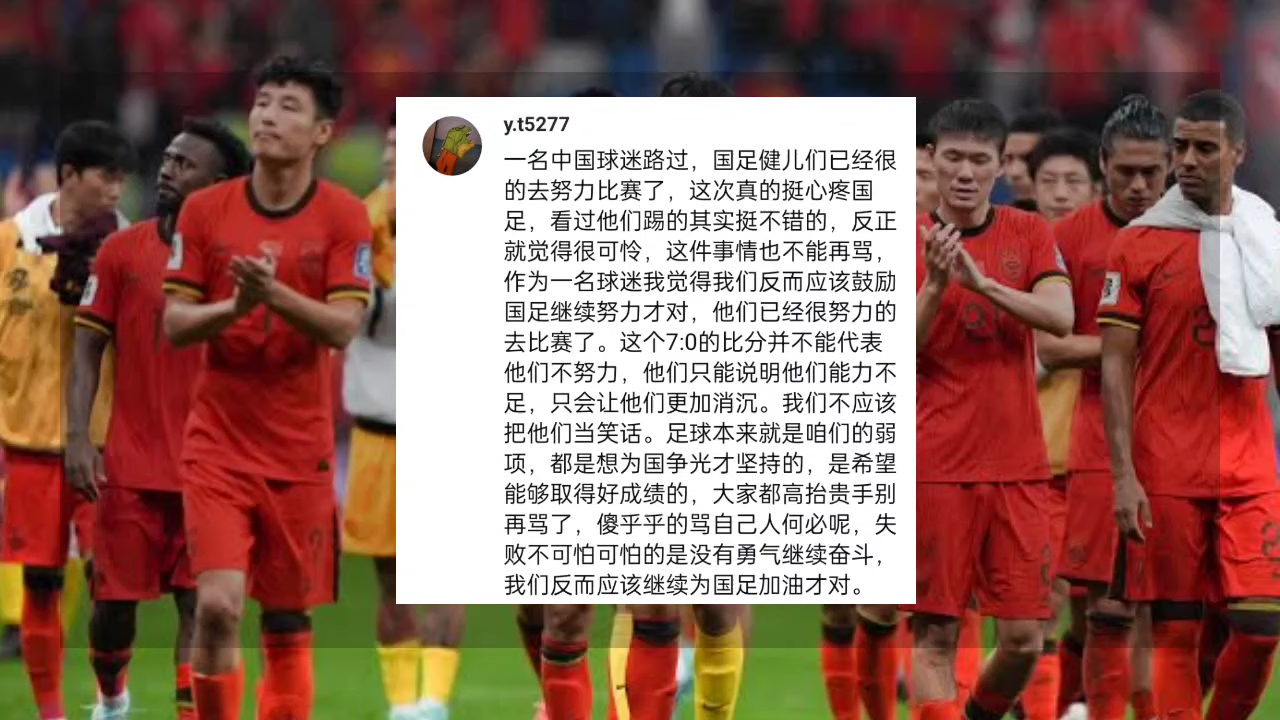 y.t5277
一名中国球迷路过，国足健儿们已经很
的去努力比赛了，这次真的挺心疼国
足，看过他们踢的其实挺不错的，反正
就觉得很可怜，这件事情也不能再骂，
作为一名球迷我觉得我们反而应该鼓励
国足继续努力才对，他们已经很努力的
去比赛了。这个7:0的比分并不能代表
他们不努力，他们只能说明他们能力不
足，只会让他们更加消沉。我们不应该
把他们当笑话。足球本来就是咱们的弱
项，都是想为国争光才坚持的，是希望
能够取得好成绩的，大家都高抬贵手别
再骂了，傻乎乎的骂自己人何必呢，失
败不可怕可怕的是没有勇气继续奋斗，
我们反而应该继续为国足加油才对。